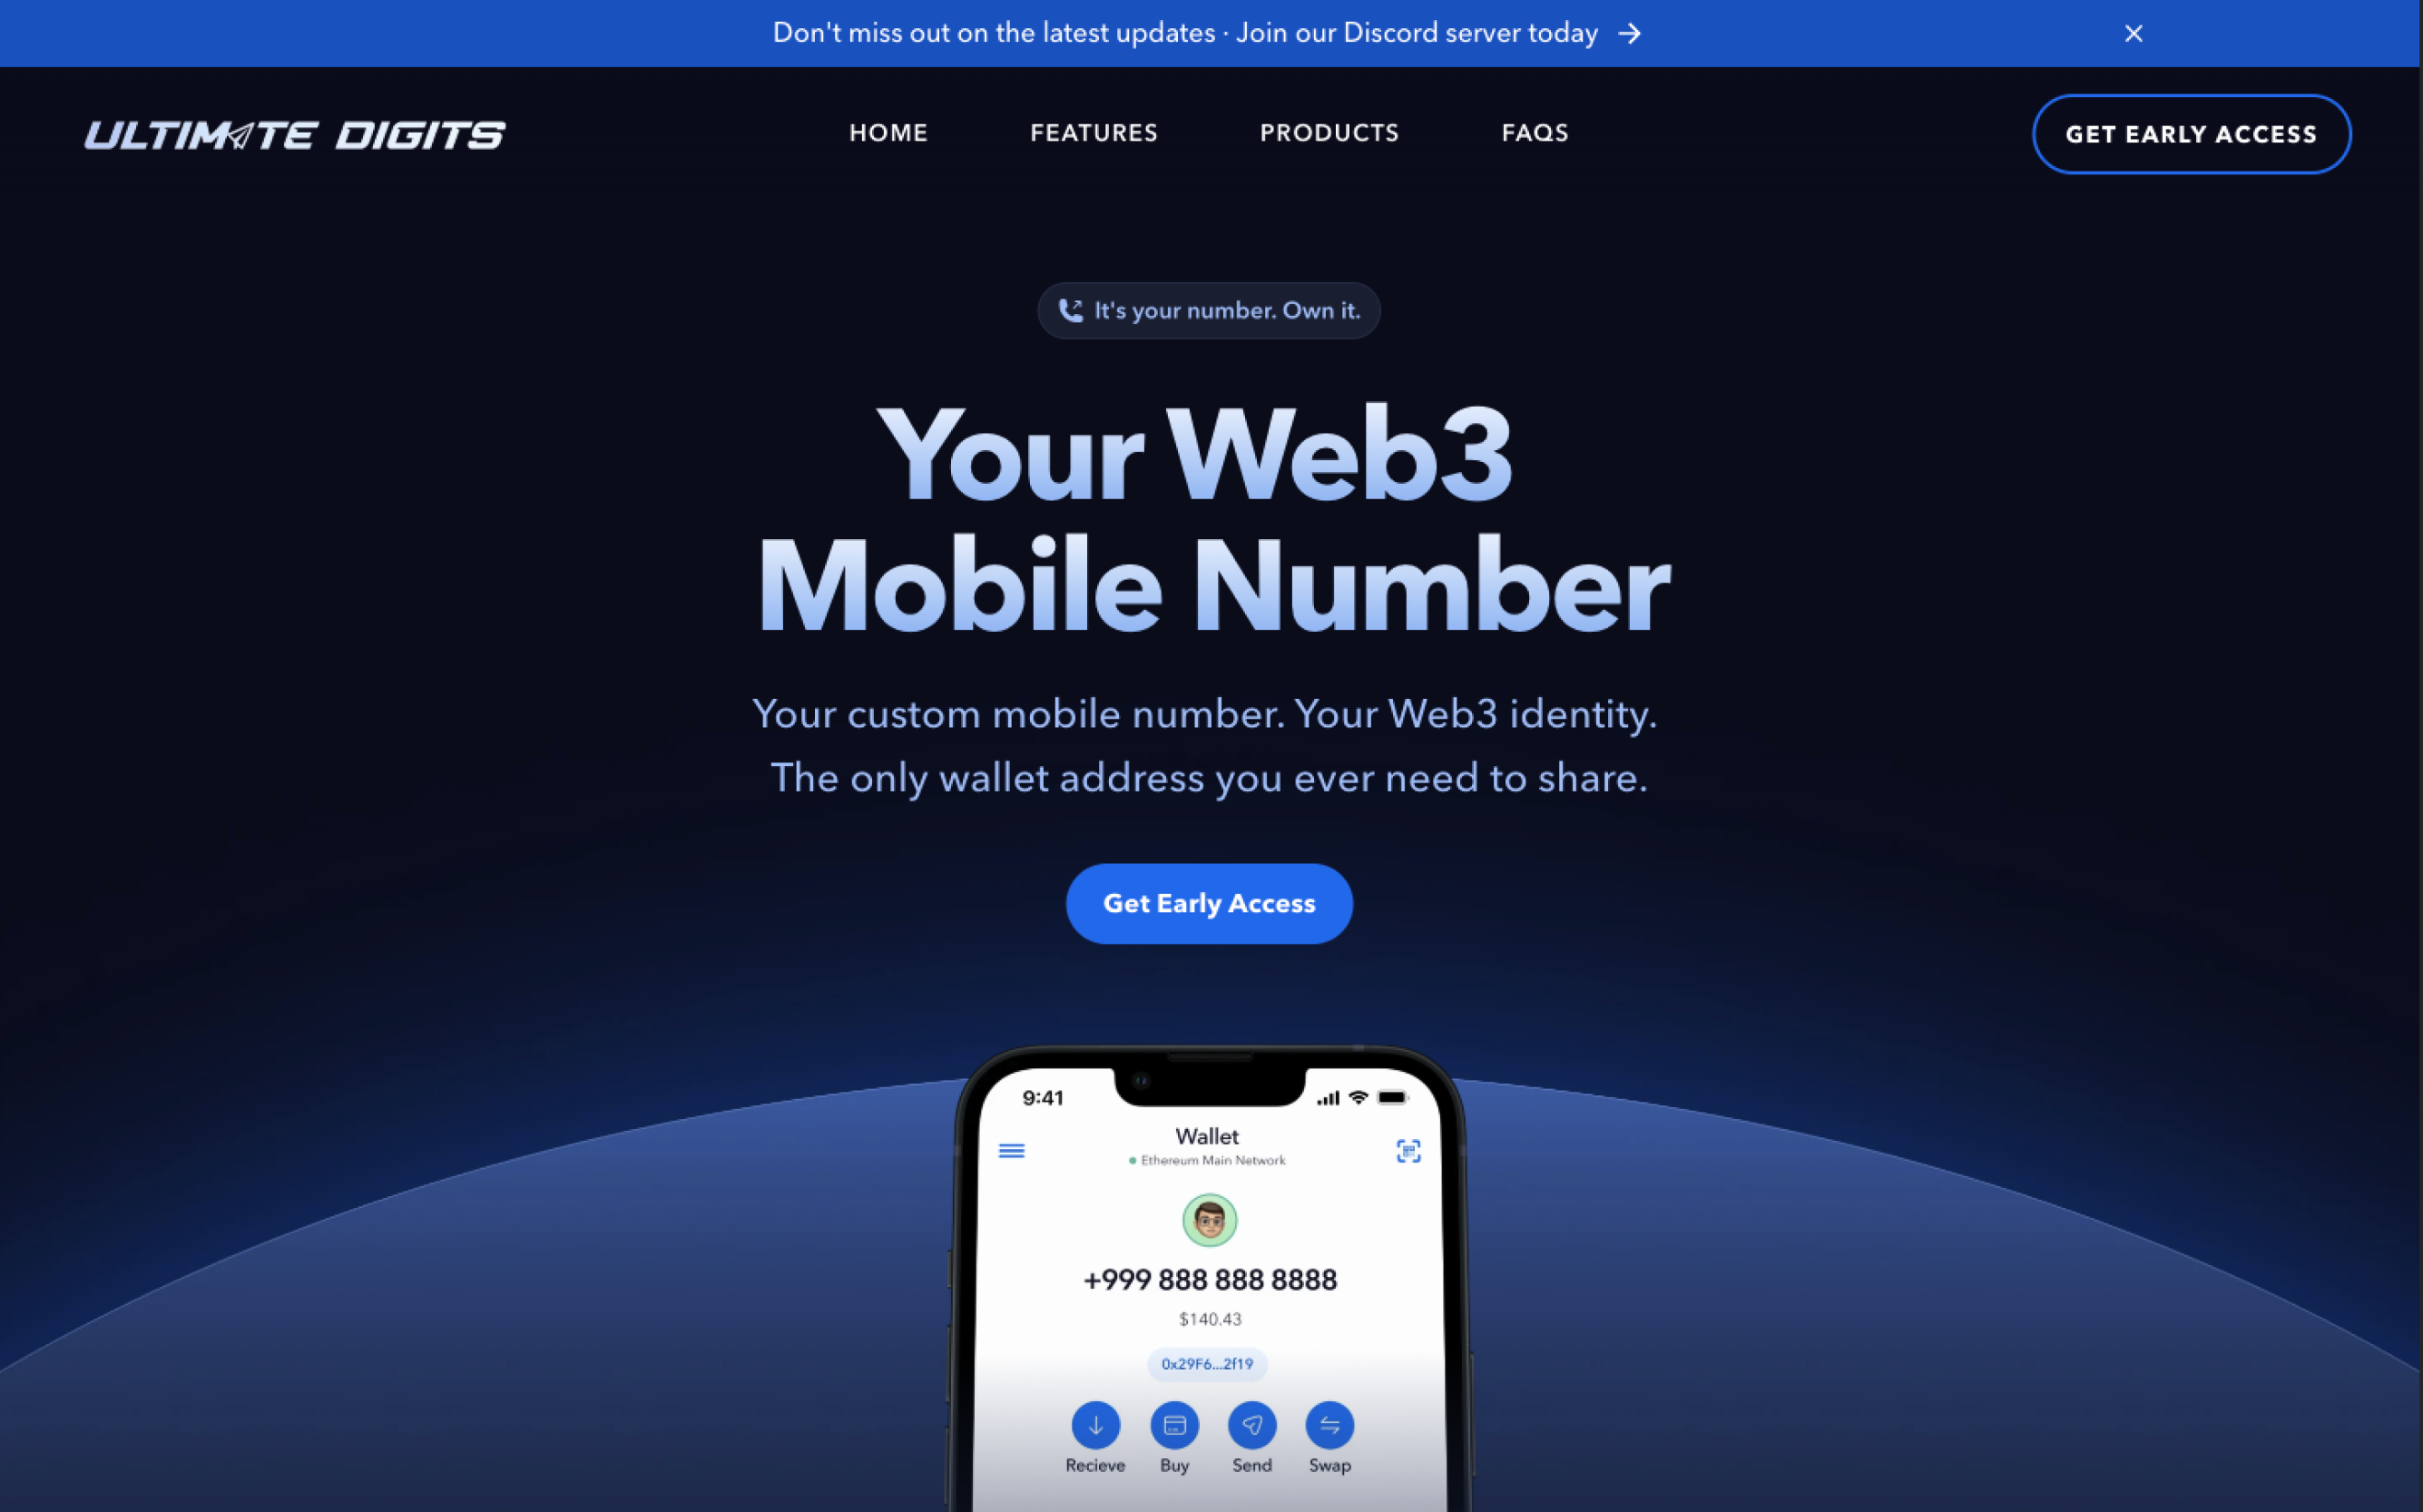 Don't miss out on the latest updates · Join our Discord server today →
ULTIMATE DIGITS
HOME
FEATURES
PRODUCTS
FAQS
GET EARLY ACCESS
It's your number. Own it.
Your Web3
Mobile Number
Your custom mobile number. Your Web3 identity.
The only wallet address you ever need to share.
Get Early Access
9:41
Wallet
Ethereum Main Network
+999 888 888 8888
$140.43
0x29F6...2f19
Recieve
Buy
Send
Swap